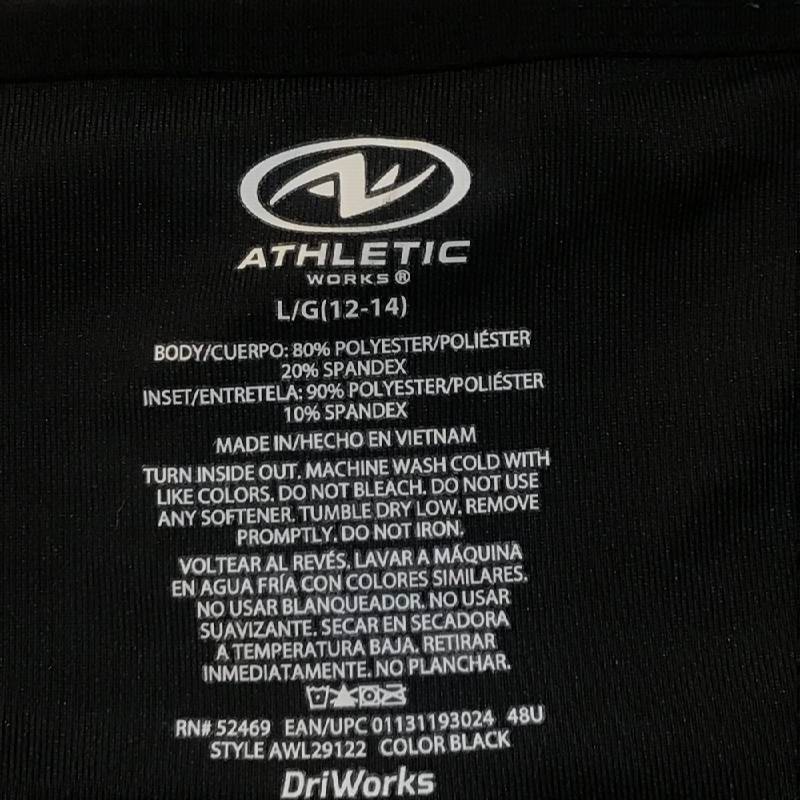 ATHLETIC
WORKS®
L/G(12-14)
BODY/CUERPO: 80% POLYESTER/POLIÉSTER
20% SPANDEX
INSET/ENTRETELA: 90% POLYESTER/POLIÉSTER
10% SPANDEX
MADE IN/HECHO EN VIETNAM
TURN INSIDE OUT. MACHINE WASH COLD WITH
LIKE COLORS. DO NOT BLEACH. DO NOT USE
ANY SOFTENER. TUMBLE DRY LOW. REMOVE
PROMPTLY. DO NOT IRON.
VOLTEAR AL REVÉS. LAVAR A MÁQUINA
EN AGUA FRÍA CON COLORES SIMILARES.
NO USAR BLANQUEADOR. NO USAR
SUAVIZANTE. SECAR EN SECADORA
A TEMPERATURA BAJA. RETIRAR
INMEDIATAMENTE. NO PLANCHAR.
RN# 52469 EAN/UPC 01131193024 48U
STYLE AWL29122 COLOR BLACK
DriWorks